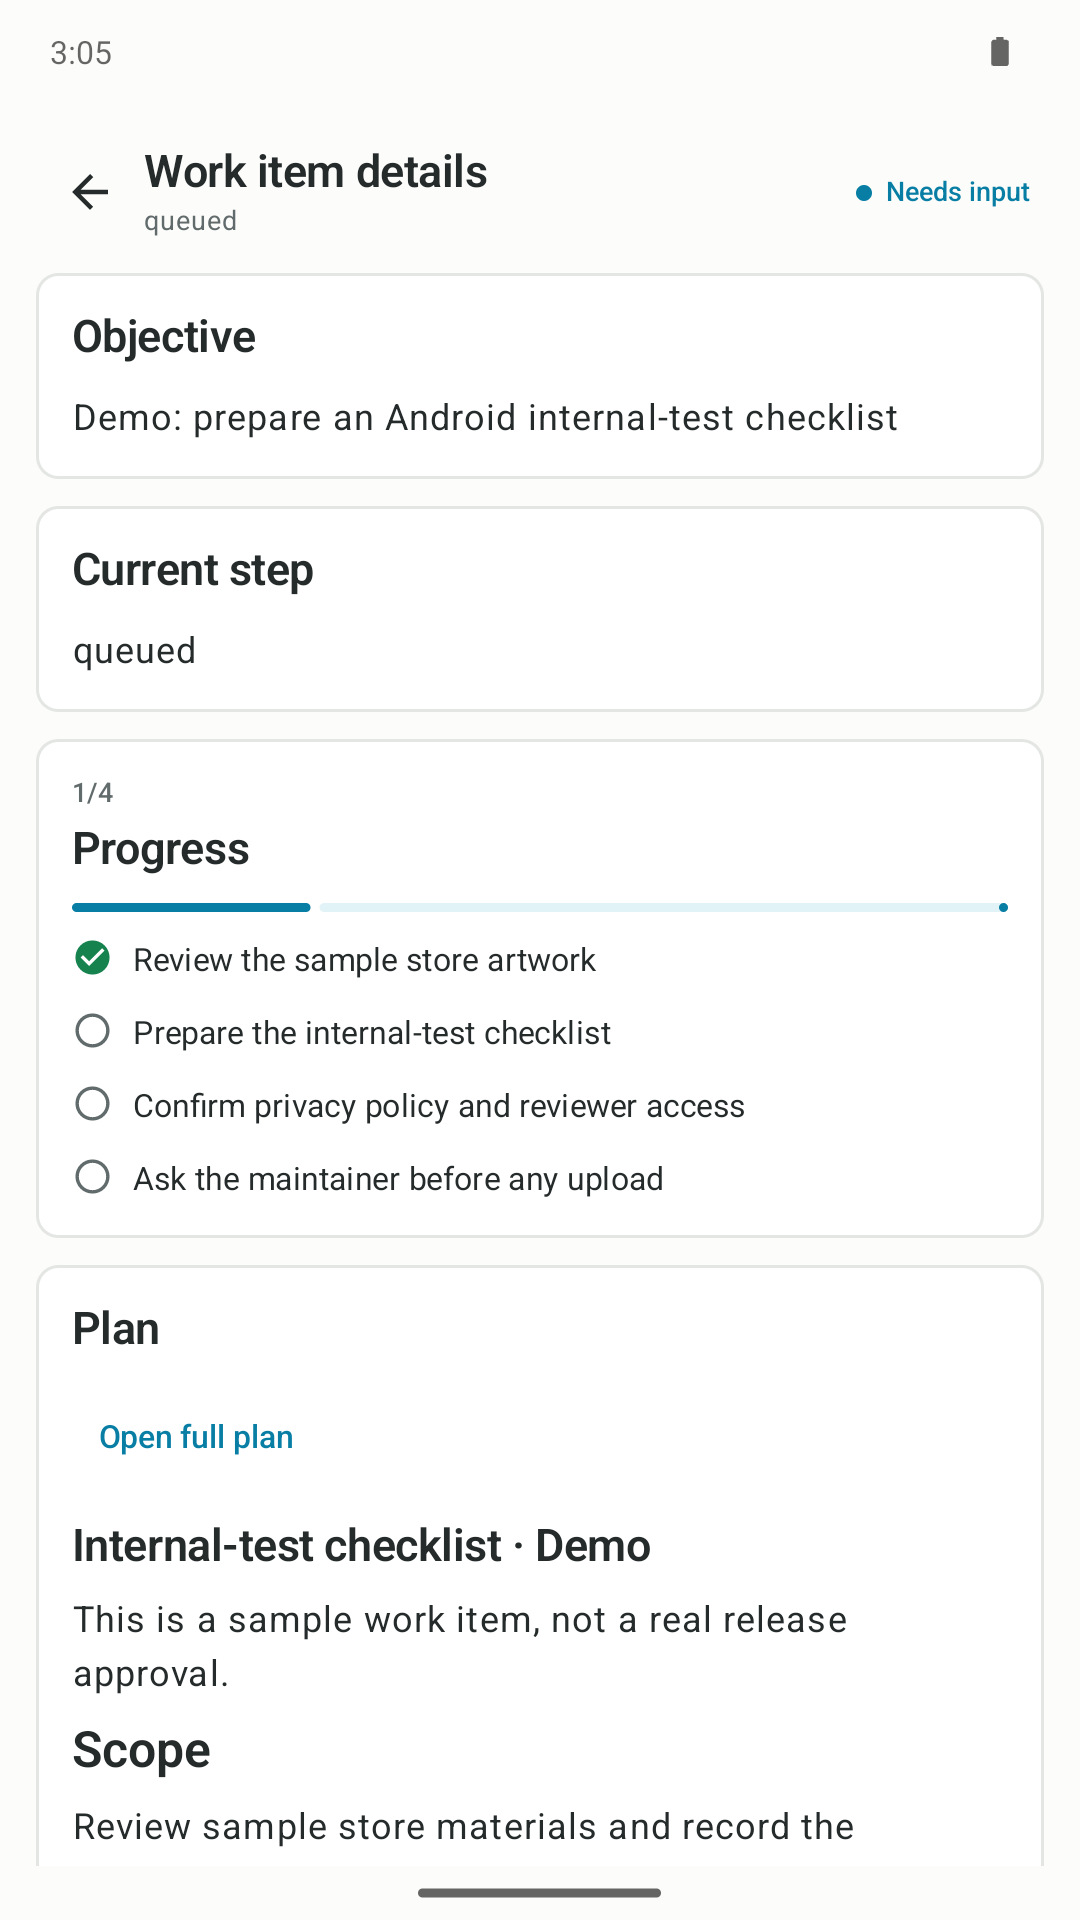 3:05
Work item details
queued
Needs input
Objective
Demo: prepare an Android internal-test checklist
Current step
queued
1/4
Progress
Review the sample store artwork
Prepare the internal-test checklist
Confirm privacy policy and reviewer access
Ask the maintainer before any upload
Plan
Open full plan
Internal-test checklist · Demo
This is a sample work item, not a real release
approval.
Scope
Review sample store materials and record the